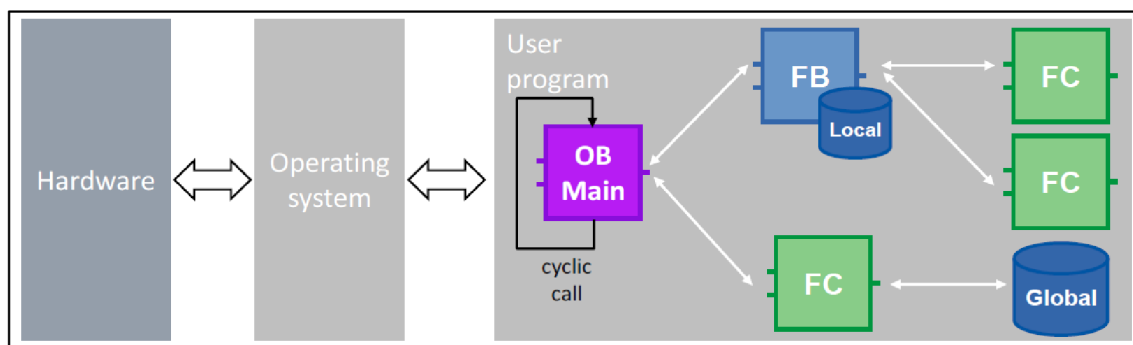 Hardware
Operating
system
User
program
OB
Main
cyclic
call
FB
Local
FC
FC
FC
Global